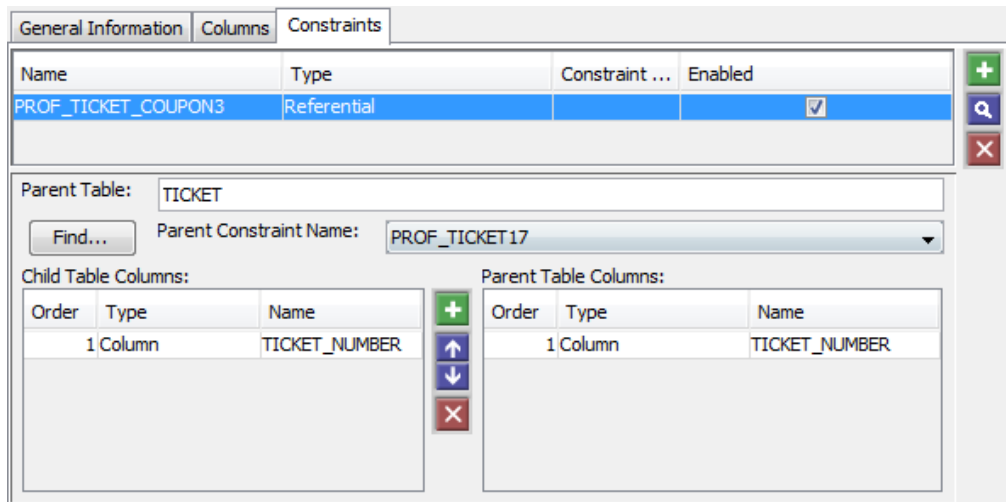 General Information Columns Constraints
Name Type Constraint ... Enabled
PROF_TICKET_COUPON3 Referential
Parent Table: TICKET
Find... Parent Constraint Name: PROF_TICKET17
Child Table Columns: Parent Table Columns:
Order Type Name Order Type Name
1 Column TICKET_NUMBER 1 Column TICKET_NUMBER